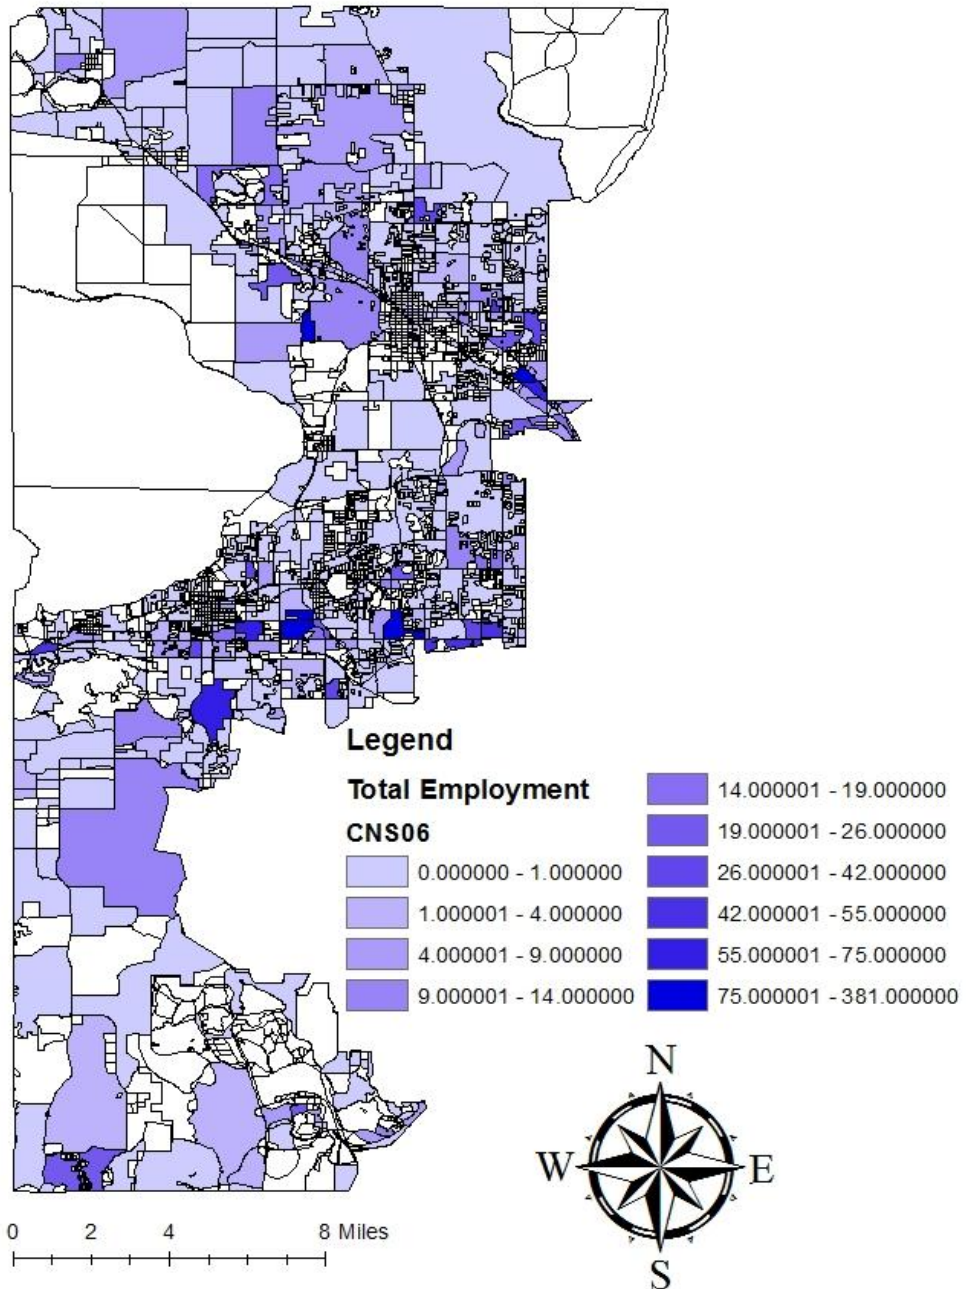 Legend
Total Employment
CNS06
0.000000 - 1.000000
1.000001 - 4.000000
4.000001 - 9.000000
9.000001 - 14.000000
14.000001 - 19.000000
19.000001 - 26.000000
26.000001 - 42.000000
42.000001 - 55.000000
55.000001 - 75.000000
75.000001 - 381.000000
N
W E
S
0 2 4 8 Miles